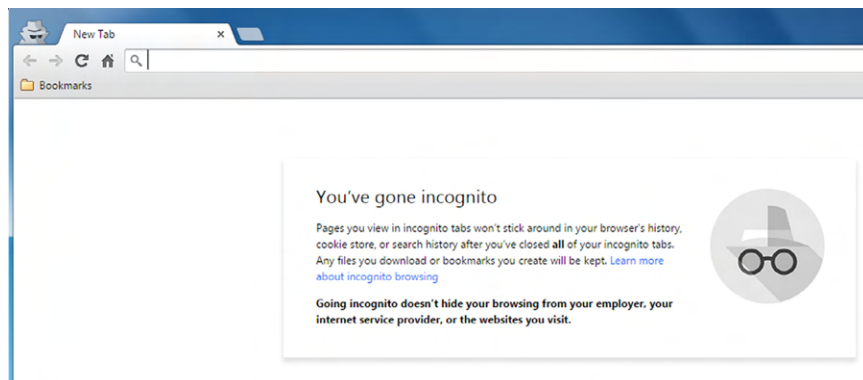 New Tab
Bookmarks
You've gone incognito
Pages you view in incognito tabs won't stick around in your browser's history,
cookie store, or search history after you've closed all of your incognito tabs.
Any files you download or bookmarks you create will be kept. Learn more
about incognito browsing
Going incognito doesn't hide your browsing from your employer, your
internet service provider, or the websites you visit.